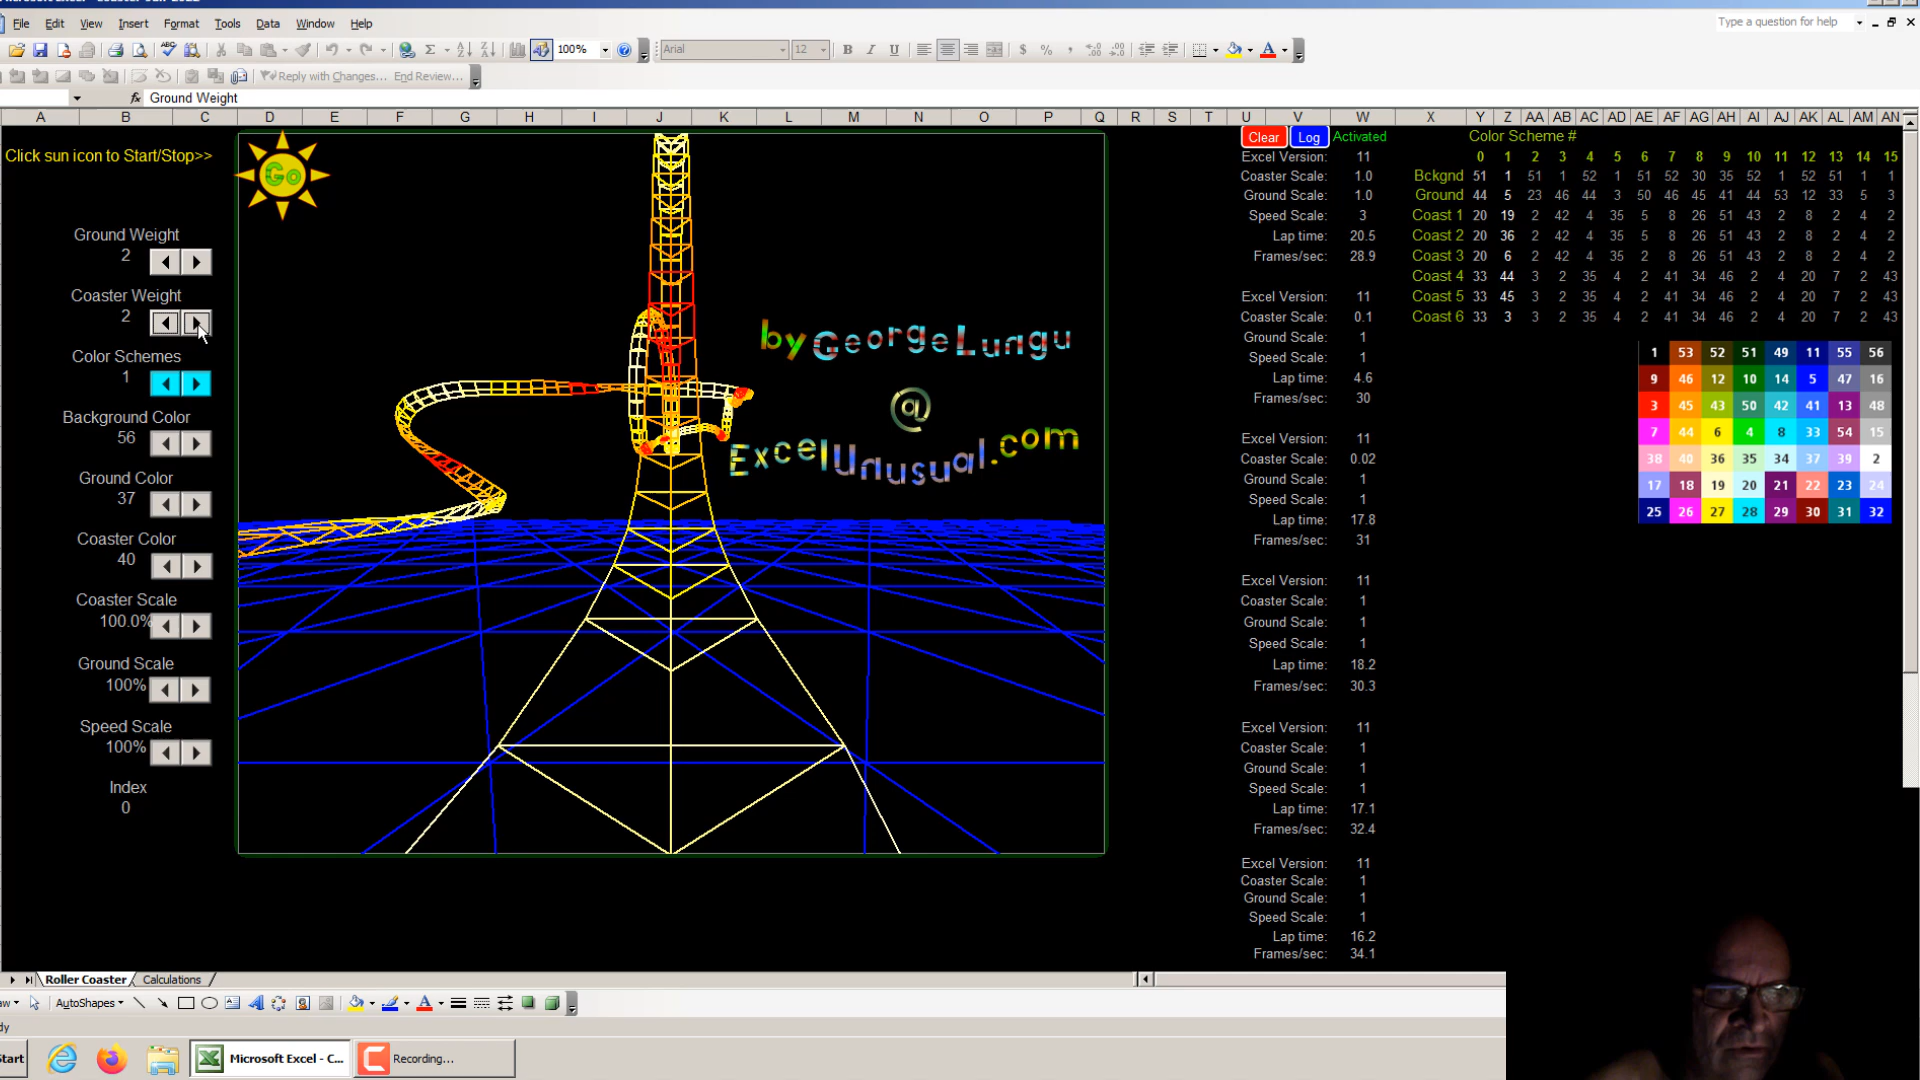 File Edit View Insert Format Tools Data Window Help Type a question for help
100% Arial 12
Reply with Changes... End Review...
fx Ground Weight
A B C D E F G H I J K L M N O P Q R S T U V W X Y Z AA AB AC AD AE AF AG AH AI AJ AK AL AM AN
Click sun icon to Start/Stop>>
Go
Ground Weight
2
Coaster Weight
2
Color Schemes
1
Background Color
56
Ground Color
37
Coaster Color
40
Coaster Scale
100.0%
Ground Scale
100%
Speed Scale
100%
Index
0
by George Lungu
@
ExcelUnusual.com
Clear Log Activated
Excel Version: 11
Coaster Scale: 1.0
Ground Scale: 1.0
Speed Scale: 3
Lap time: 20.5
Frames/sec: 28.9
Excel Version: 11
Coaster Scale: 0.1
Ground Scale: 1
Speed Scale: 1
Lap time: 4.6
Frames/sec: 30
Excel Version: 11
Coaster Scale: 0.02
Ground Scale: 1
Speed Scale: 1
Lap time: 17.8
Frames/sec: 31
Excel Version: 11
Coaster Scale: 1
Ground Scale: 1
Speed Scale: 1
Lap time: 18.2
Frames/sec: 30.3
Excel Version: 11
Coaster Scale: 1
Ground Scale: 1
Speed Scale: 1
Lap time: 17.1
Frames/sec: 32.4
Excel Version: 11
Coaster Scale: 1
Ground Scale: 1
Speed Scale: 1
Lap time: 16.2
Frames/sec: 34.1
Color Scheme #
0 1 2 3 4 5 6 7 8 9 10 11 12 13 14 15
Bckgnd 51 1 51 1 52 1 51 52 30 35 52 1 52 51 1 1
Ground 44 5 23 46 44 3 50 46 45 41 44 53 12 33 5 3
Coast 1 20 19 2 42 4 35 5 8 26 51 43 2 8 2 4 2
Coast 2 20 36 2 42 4 35 5 8 26 51 43 2 8 2 4 2
Coast 3 20 6 2 42 4 35 2 8 26 51 43 2 8 2 4 2
Coast 4 33 44 3 2 35 4 2 41 34 46 2 4 20 7 2 43
Coast 5 33 45 3 2 35 4 2 41 34 46 2 4 20 7 2 43
Coast 6 33 3 3 2 35 4 2 41 34 46 2 4 20 7 2 43
1 53 52 51 49 11 55 56
9 46 12 10 14 5 47 16
3 45 43 50 42 41 13 48
7 44 6 4 8 33 54 15
38 40 36 35 34 37 39 2
17 18 19 20 21 22 23 24
25 26 27 28 29 30 31 32
Roller Coaster Calculations
AutoShapes
Start Microsoft Excel - C... Recording...